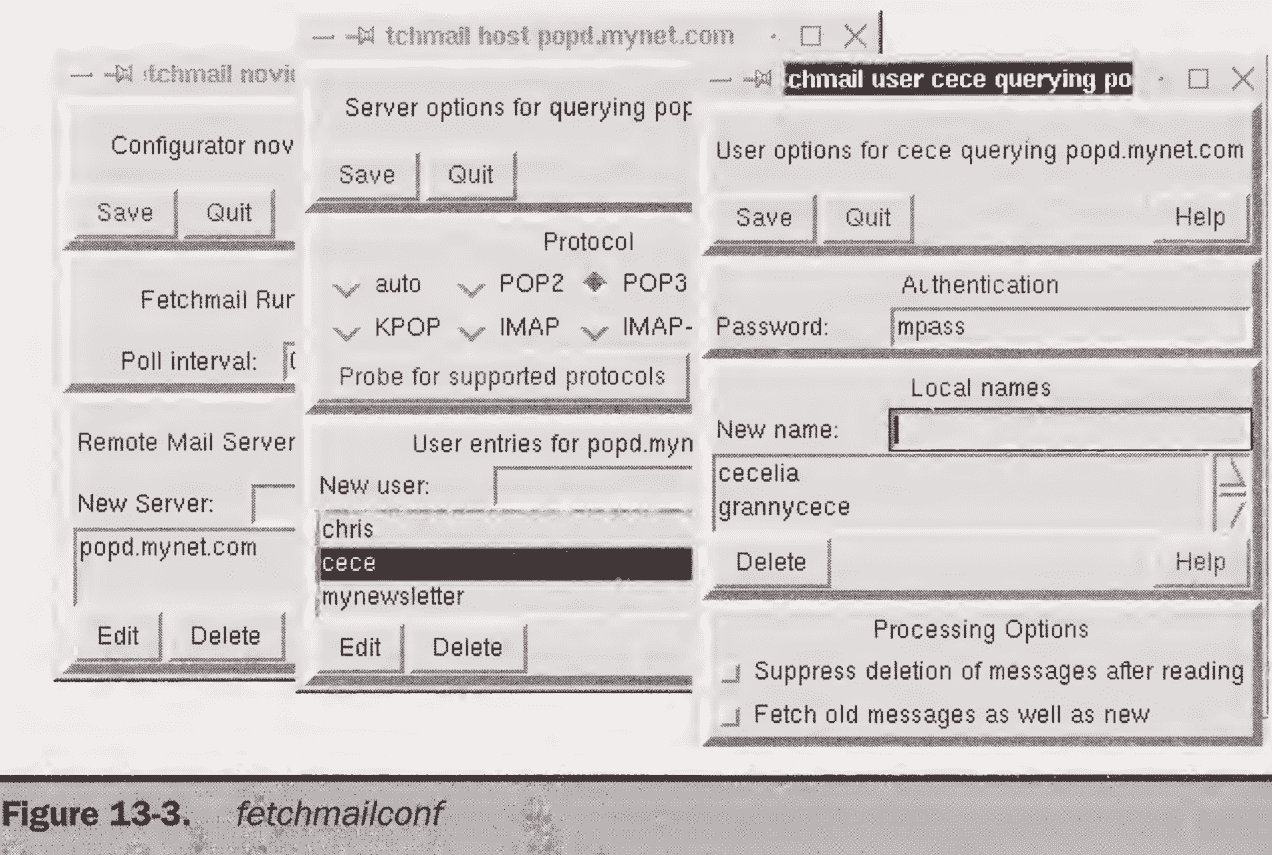 tchmail novic
Configurator nov
Save Quit
Fetchmail Rur
Poll interval:
Remote Mail Server
New Server:
popd.mynet.com
Edit Delete
tchmail host popd.mynet.com
Server options for querying pop
Save Quit
Protocol
auto POP2 POP3
KPOP IMAP IMAP-
Probe for supported protocols
User entries for popd.myn
New user:
chris
cece
mynewsletter
Edit Delete
chmail user cece querying po
User options for cece querying popd.mynet.com
Save Quit Help
Authentication
Password: mpass
Local names
New name:
cecelia
grannycece
Delete Help
Processing Options
Suppress deletion of messages after reading
Fetch old messages as well as new
Figure 13-3. fetchmailconf